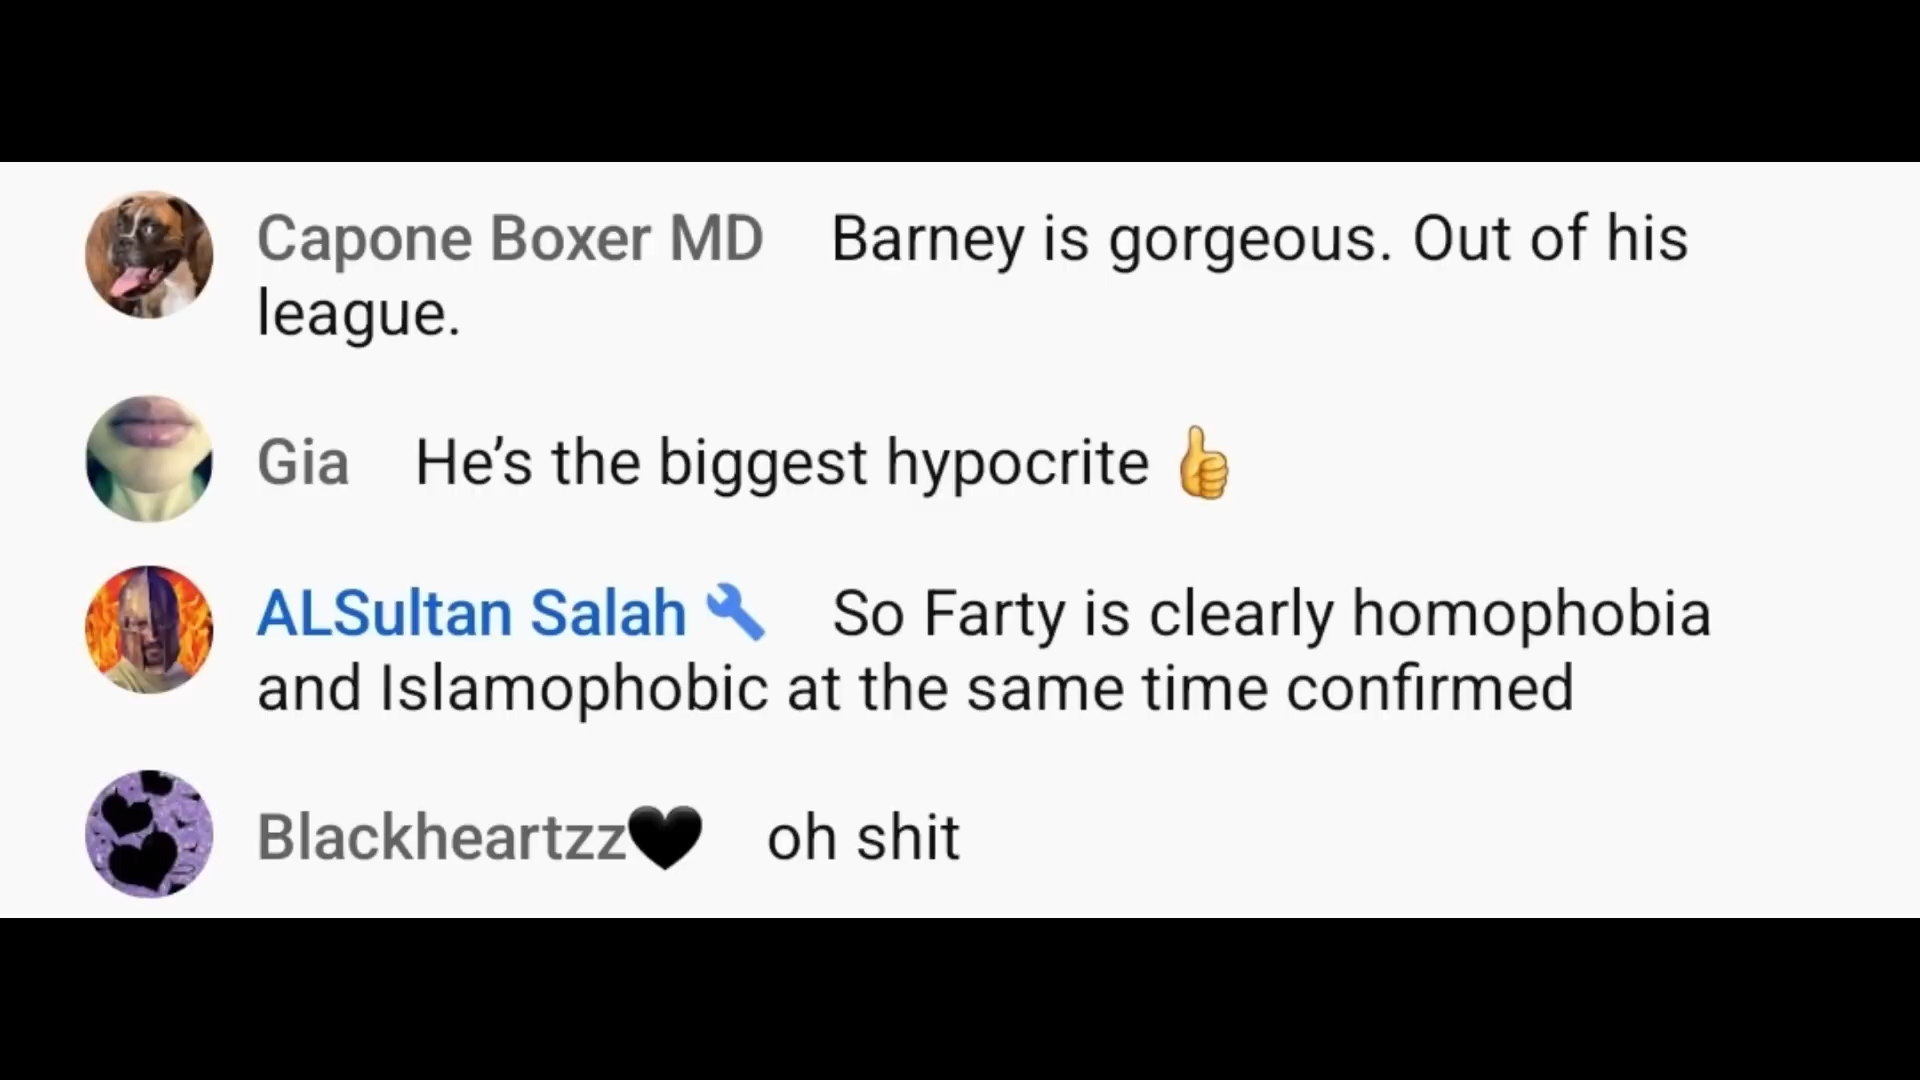 Capone Boxer MD Barney is gorgeous. Out of his
league.
Gia He’s the biggest hypocrite 👍
ALSultan Salah 🔧 So Farty is clearly homophobia
and Islamophobic at the same time confirmed
Blackheartzz🖤 oh shit